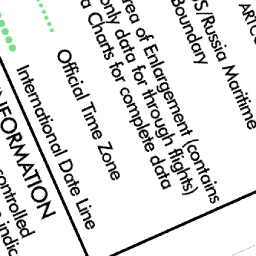 ARTC
S/Russia Maritime
Boundary
rea of Enlargement (contains
only data for through flights)
a Charts for complete data
Official Time Zone
International Date Line
NFORMATION
controlled
indic